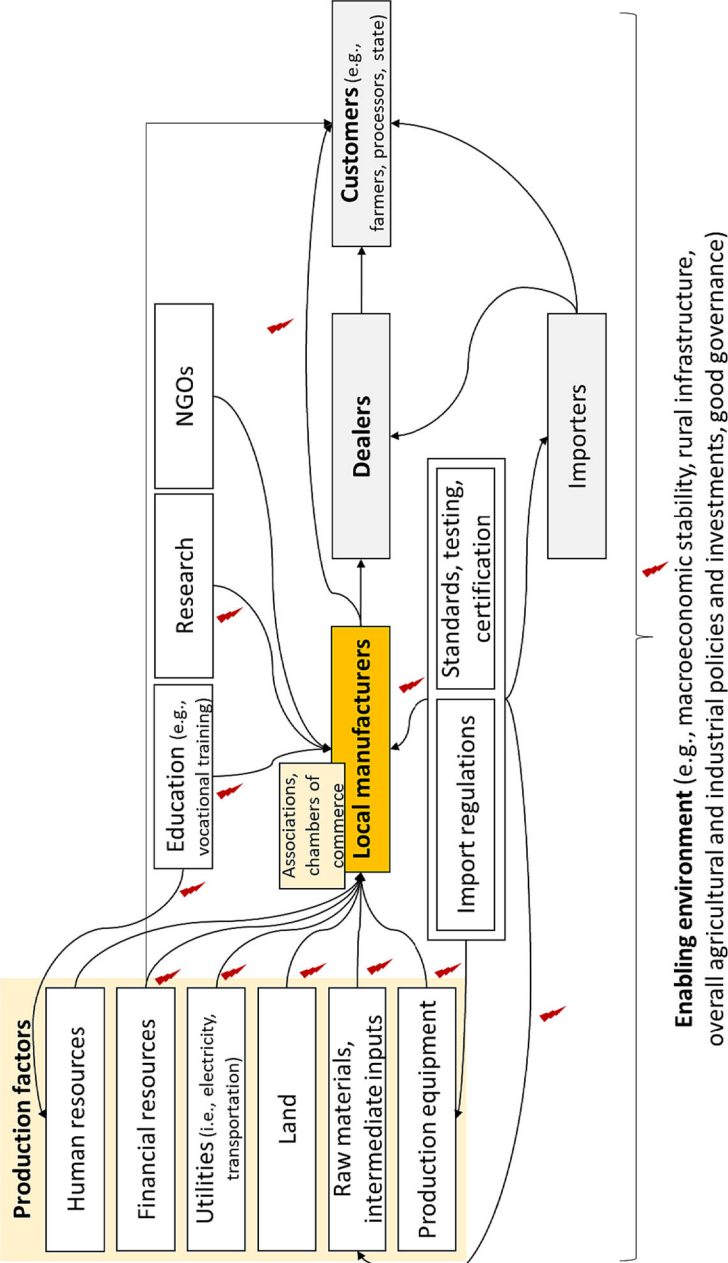 Production factors
Human resources
Financial resources
Utilities (i.e., electricity,
transportation)
Land
Raw materials,
intermediate inputs
Production equipment
Education (e.g.,
vocational training)
Research
NGOs
Associations,
chambers of
commerce
Local manufacturers
Dealers
Customers (e.g.,
farmers, processors, state)
Import regulations
Standards, testing,
certification
Importers
Enabling environment (e.g., macroeconomic stability, rural infrastructure,
overall agricultural and industrial policies and investments, good governance)